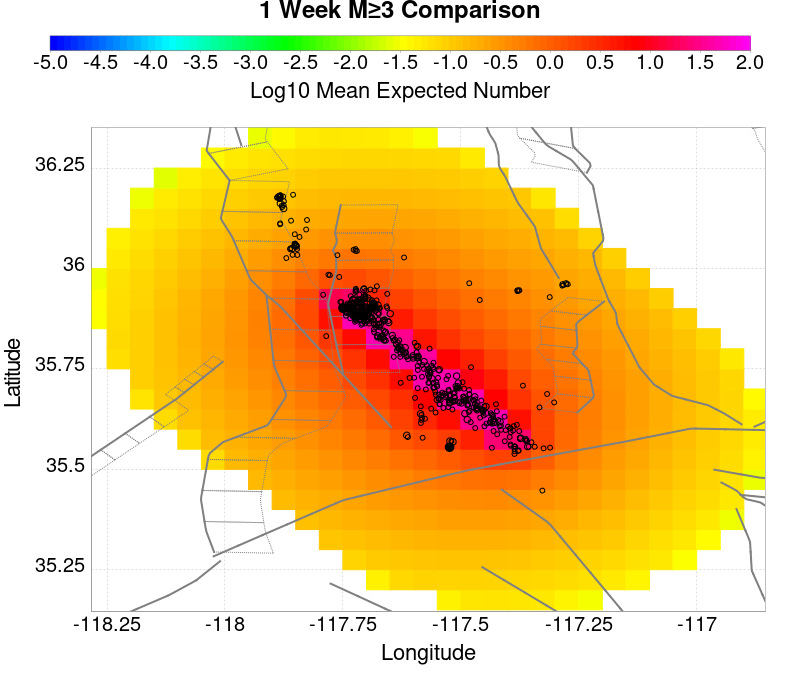 1 Week M≥3 Comparison
-5.0 -4.5 -4.0 -3.5 -3.0 -2.5 -2.0 -1.5 -1.0 -0.5 0.0 0.5 1.0 1.5 2.0
Log10 Mean Expected Number
36.25
36
35.75
35.5
35.25
Latitude
-118.25 -118 -117.75 -117.5 -117.25 -117
Longitude